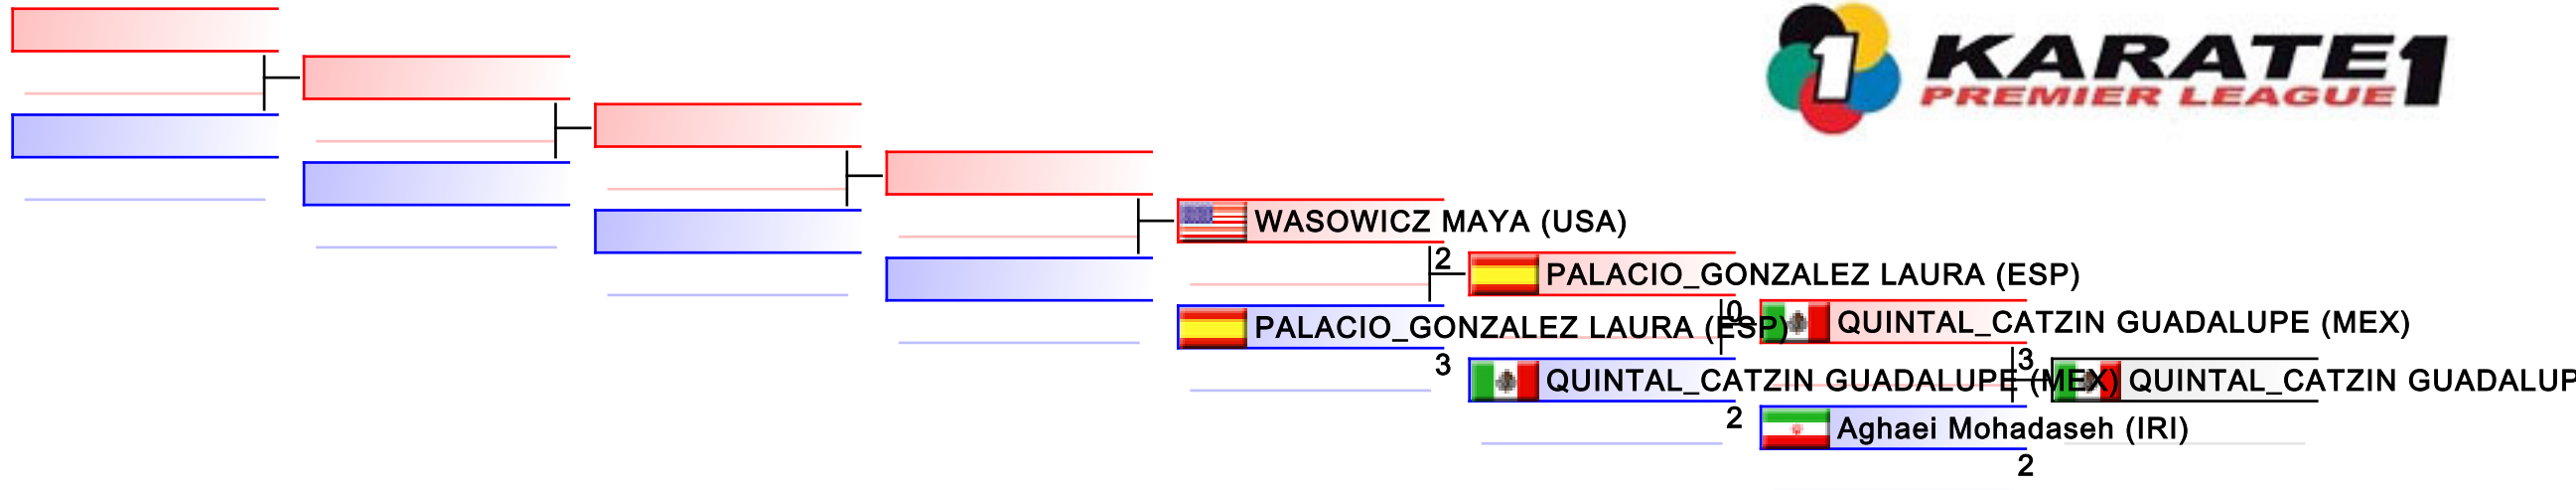 1 KARATE1
PREMIER LEAGUE
WASOWICZ MAYA (USA)
2
PALACIO_GONZALEZ LAURA (ESP)
PALACIO_GONZALEZ LAURA (ESP)
3
0
QUINTAL_CATZIN GUADALUPE (MEX)
QUINTAL_CATZIN GUADALUPE (MEX)
2
3
QUINTAL_CATZIN GUADALUP
Aghaei Mohadaseh (IRI)
2